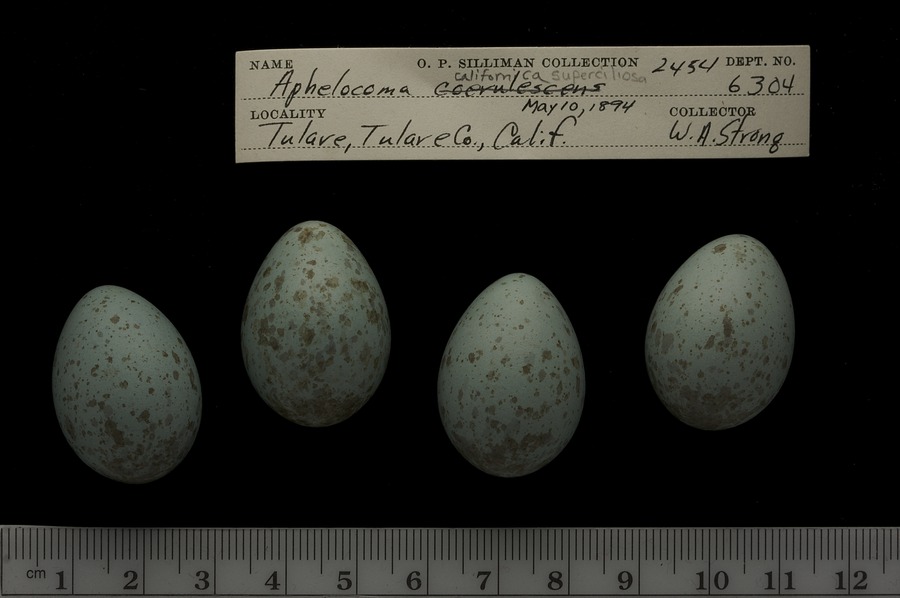 NAME O. P. SILLIMAN COLLECTION 2454 DEPT. NO.
californica superciliosa
Aphelocoma caerulescens 6304
May 10, 1894
LOCALITY COLLECTOR
Tulare, Tulare Co., Calif. W. A. Strong
cm 1 2 3 4 5 6 7 8 9 10 11 12